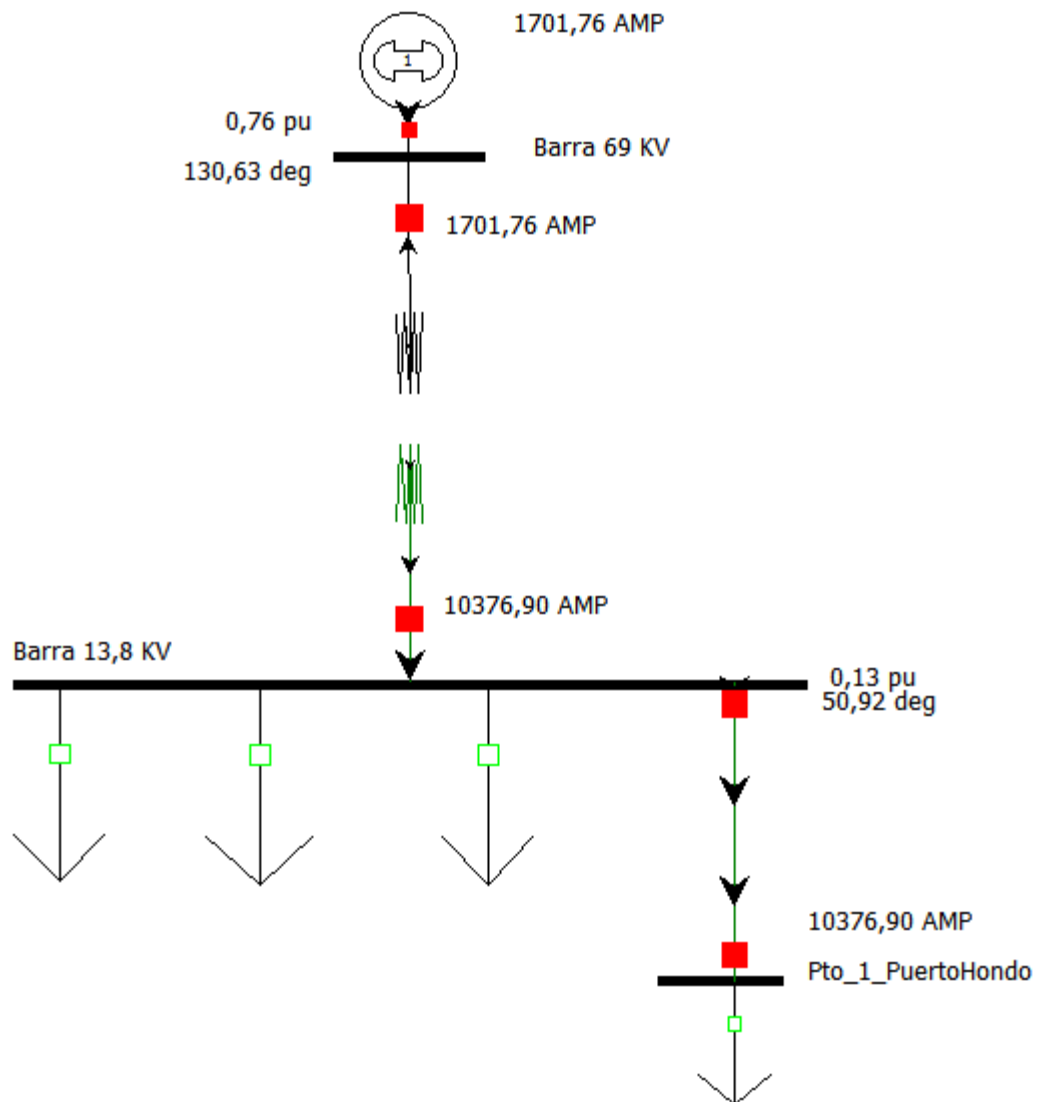 1701,76 AMP
1
0,76 pu
Barra 69 KV
130,63 deg
1701,76 AMP
10376,90 AMP
Barra 13,8 KV
0,13 pu
50,92 deg
10376,90 AMP
Pto_1_PuertoHondo